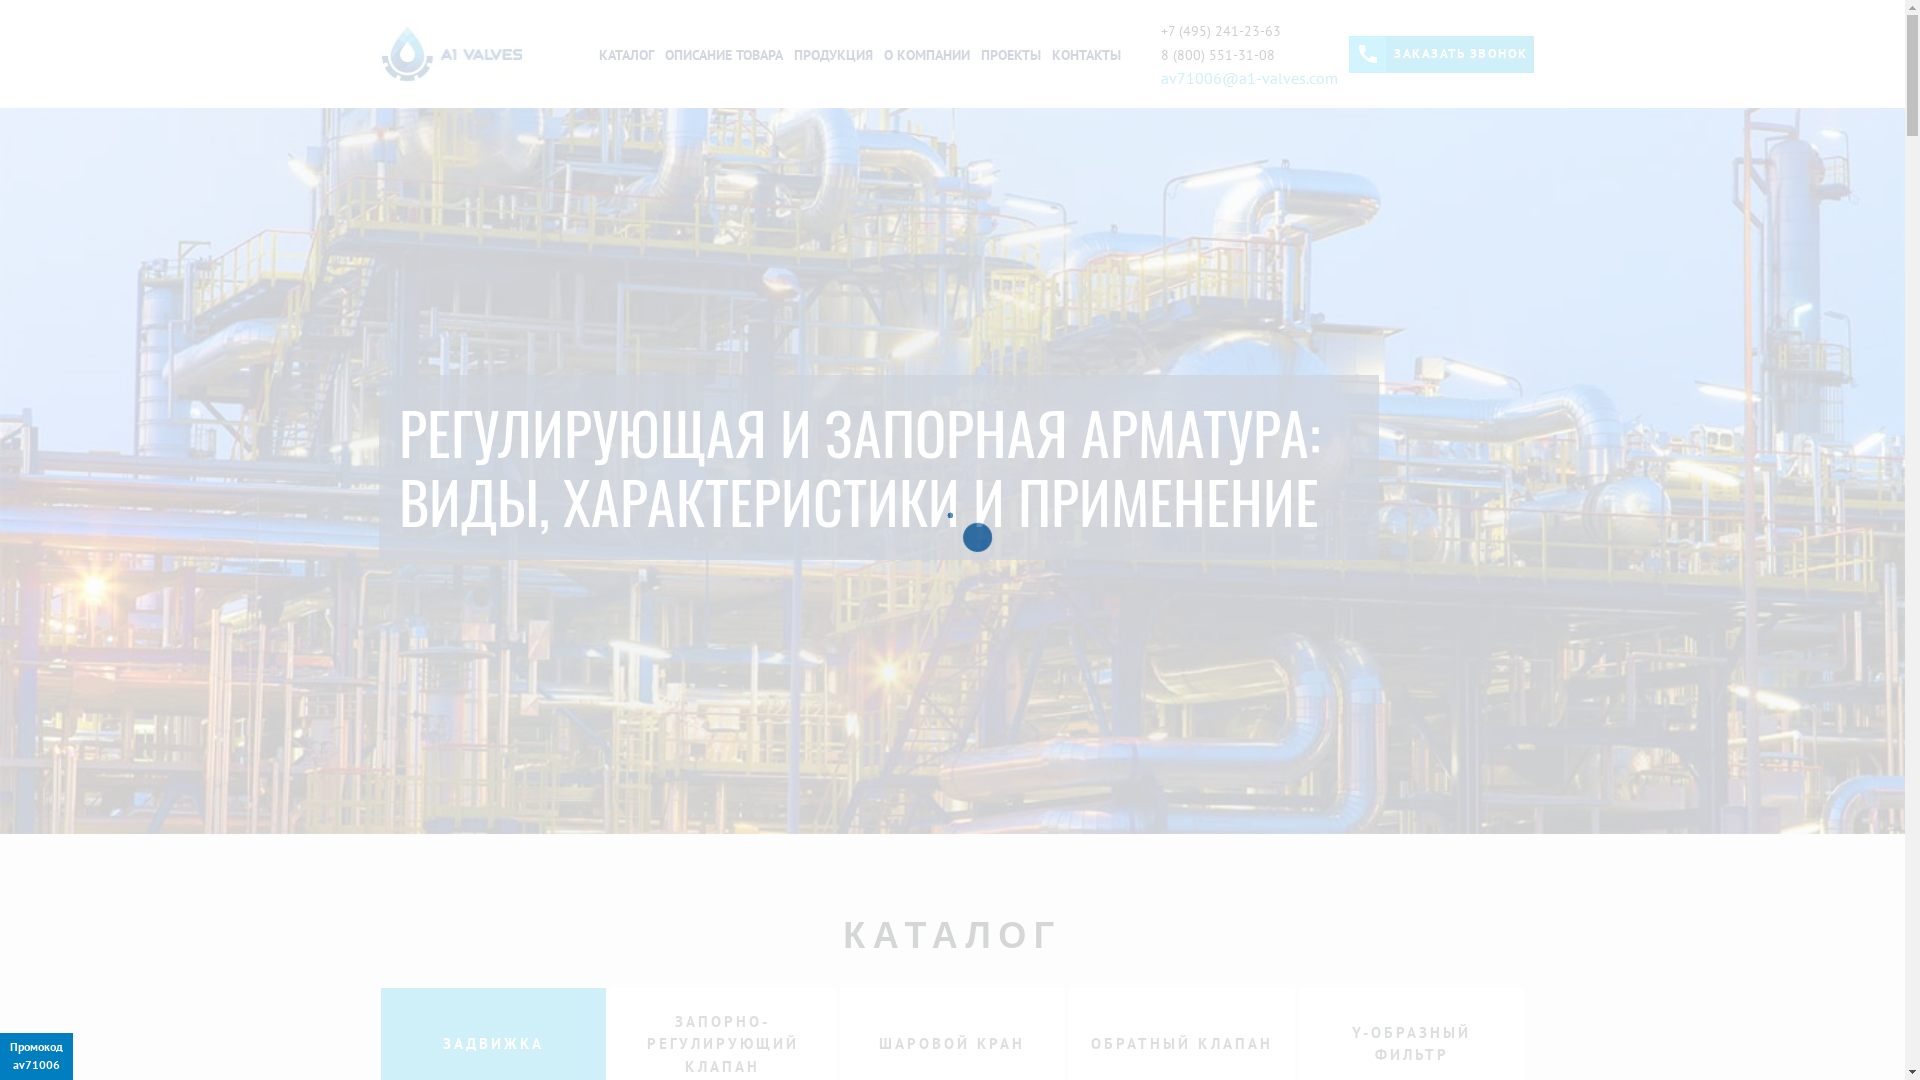 A1 VALVES
КАТАЛОГ ОПИСАНИЕ ТОВАРА ПРОДУКЦИЯ О КОМПАНИИ ПРОЕКТЫ КОНТАКТЫ
+7 (495) 241-23-63
8 (800) 551-31-08
av71006@a1-valves.com
ЗАКАЗАТЬ ЗВОНОК
РЕГУЛИРУЮЩАЯ И ЗАПОРНАЯ АРМАТУРА:
ВИДЫ, ХАРАКТЕРИСТИКИ И ПРИМЕНЕНИЕ
КАТАЛОГ
ЗАДВИЖКА
ЗАПОРНО-
РЕГУЛИРУЮЩИЙ
КЛАПАН
ШАРОВОЙ КРАН
ОБРАТНЫЙ КЛАПАН
Y-ОБРАЗНЫЙ
ФИЛЬТР
Промокод
av71006